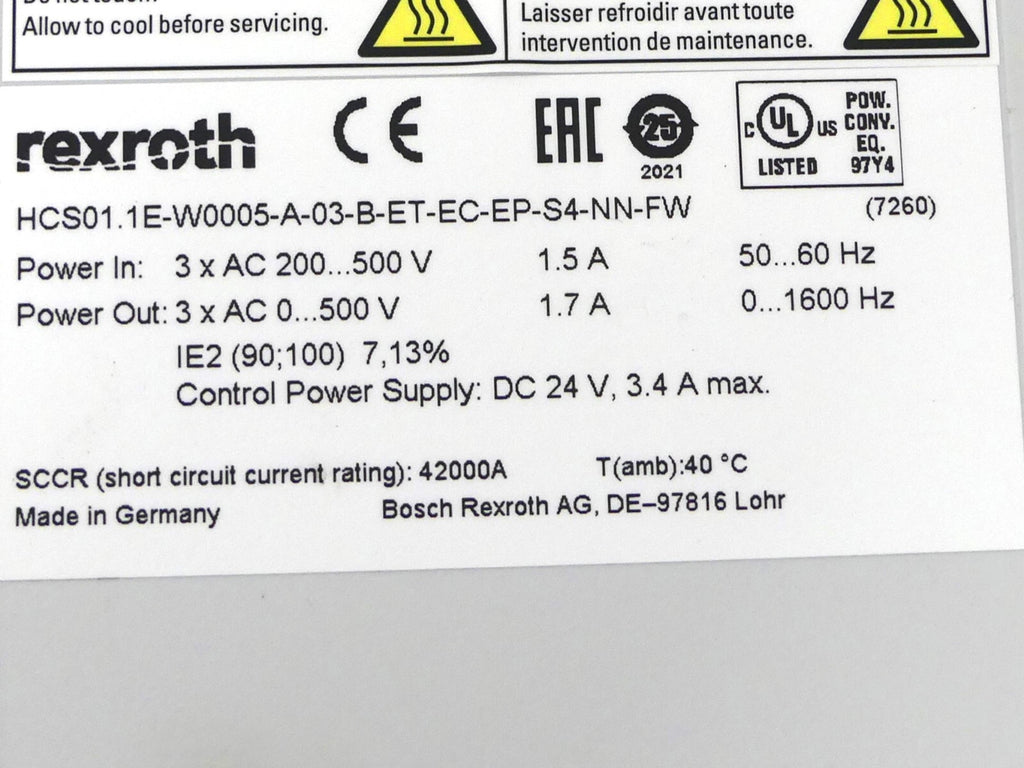 Allow to cool before servicing.
Laisser refroidir avant toute
intervention de maintenance.
rexroth
CE
EAC
25
2021
C UL US
LISTED
POW.
CONV.
EQ.
97Y4
HCS01.1E-W0005-A-03-B-ET-EC-EP-S4-NN-FW (7260)
Power In: 3 x AC 200...500 V 1.5 A 50...60 Hz
Power Out: 3 x AC 0...500 V 1.7 A 0...1600 Hz
IE2 (90;100) 7,13%
Control Power Supply: DC 24 V, 3.4 A max.
SCCR (short circuit current rating): 42000A T(amb):40 °C
Made in Germany Bosch Rexroth AG, DE–97816 Lohr